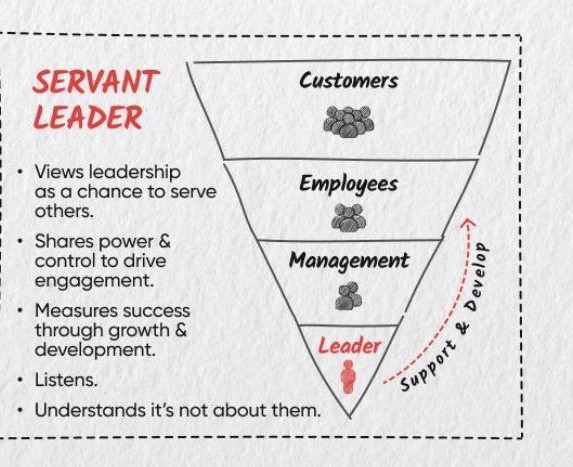 SERVANT
LEADER
• Views leadership
as a chance to serve
others.
• Shares power &
control to drive
engagement.
• Measures success
through growth &
development.
• Listens.
• Understands it's not about them.
Customers
Employees
Management
Leader
Support & Develop